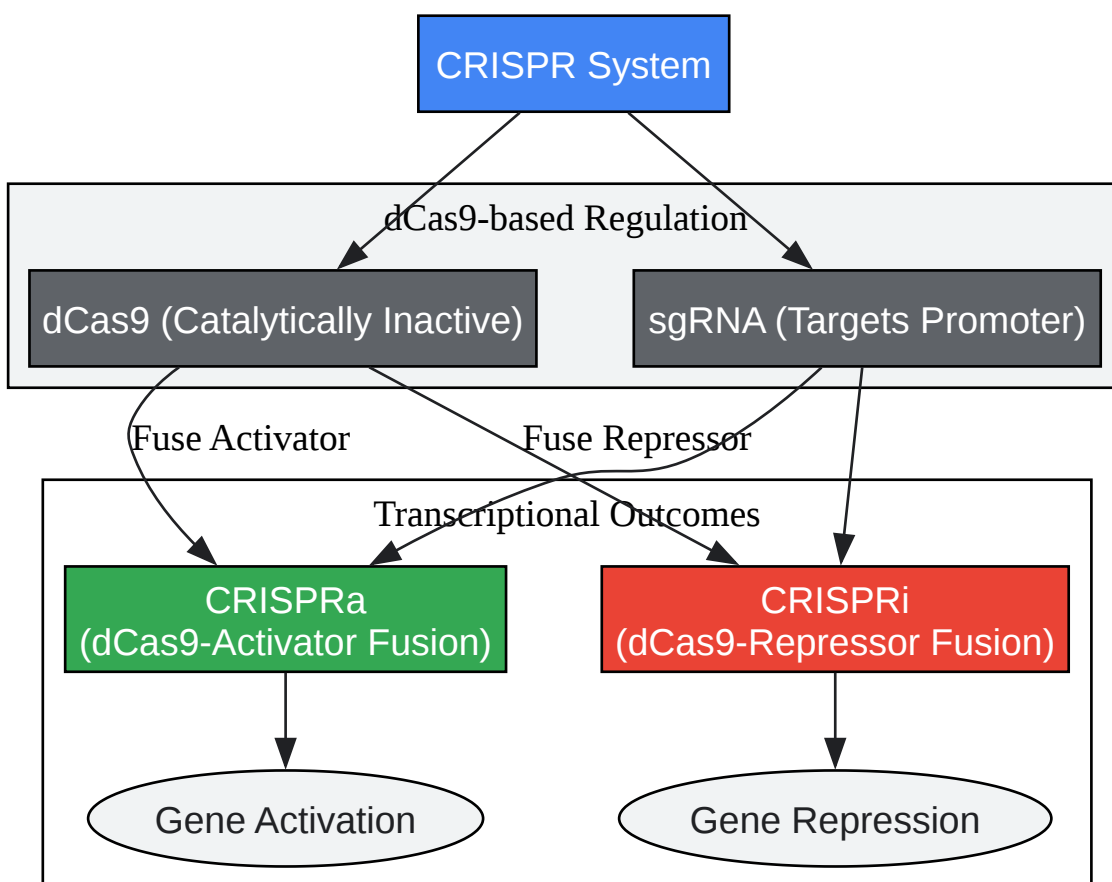 CRISPR System
dCas9-based Regulation
dCas9 (Catalytically Inactive)
sgRNA (Targets Promoter)
Fuse Activator
Fuse Repressor
Transcriptional Outcomes
CRISPRa
(dCas9-Activator Fusion)
CRISPRi
(dCas9-Repressor Fusion)
Gene Activation
Gene Repression